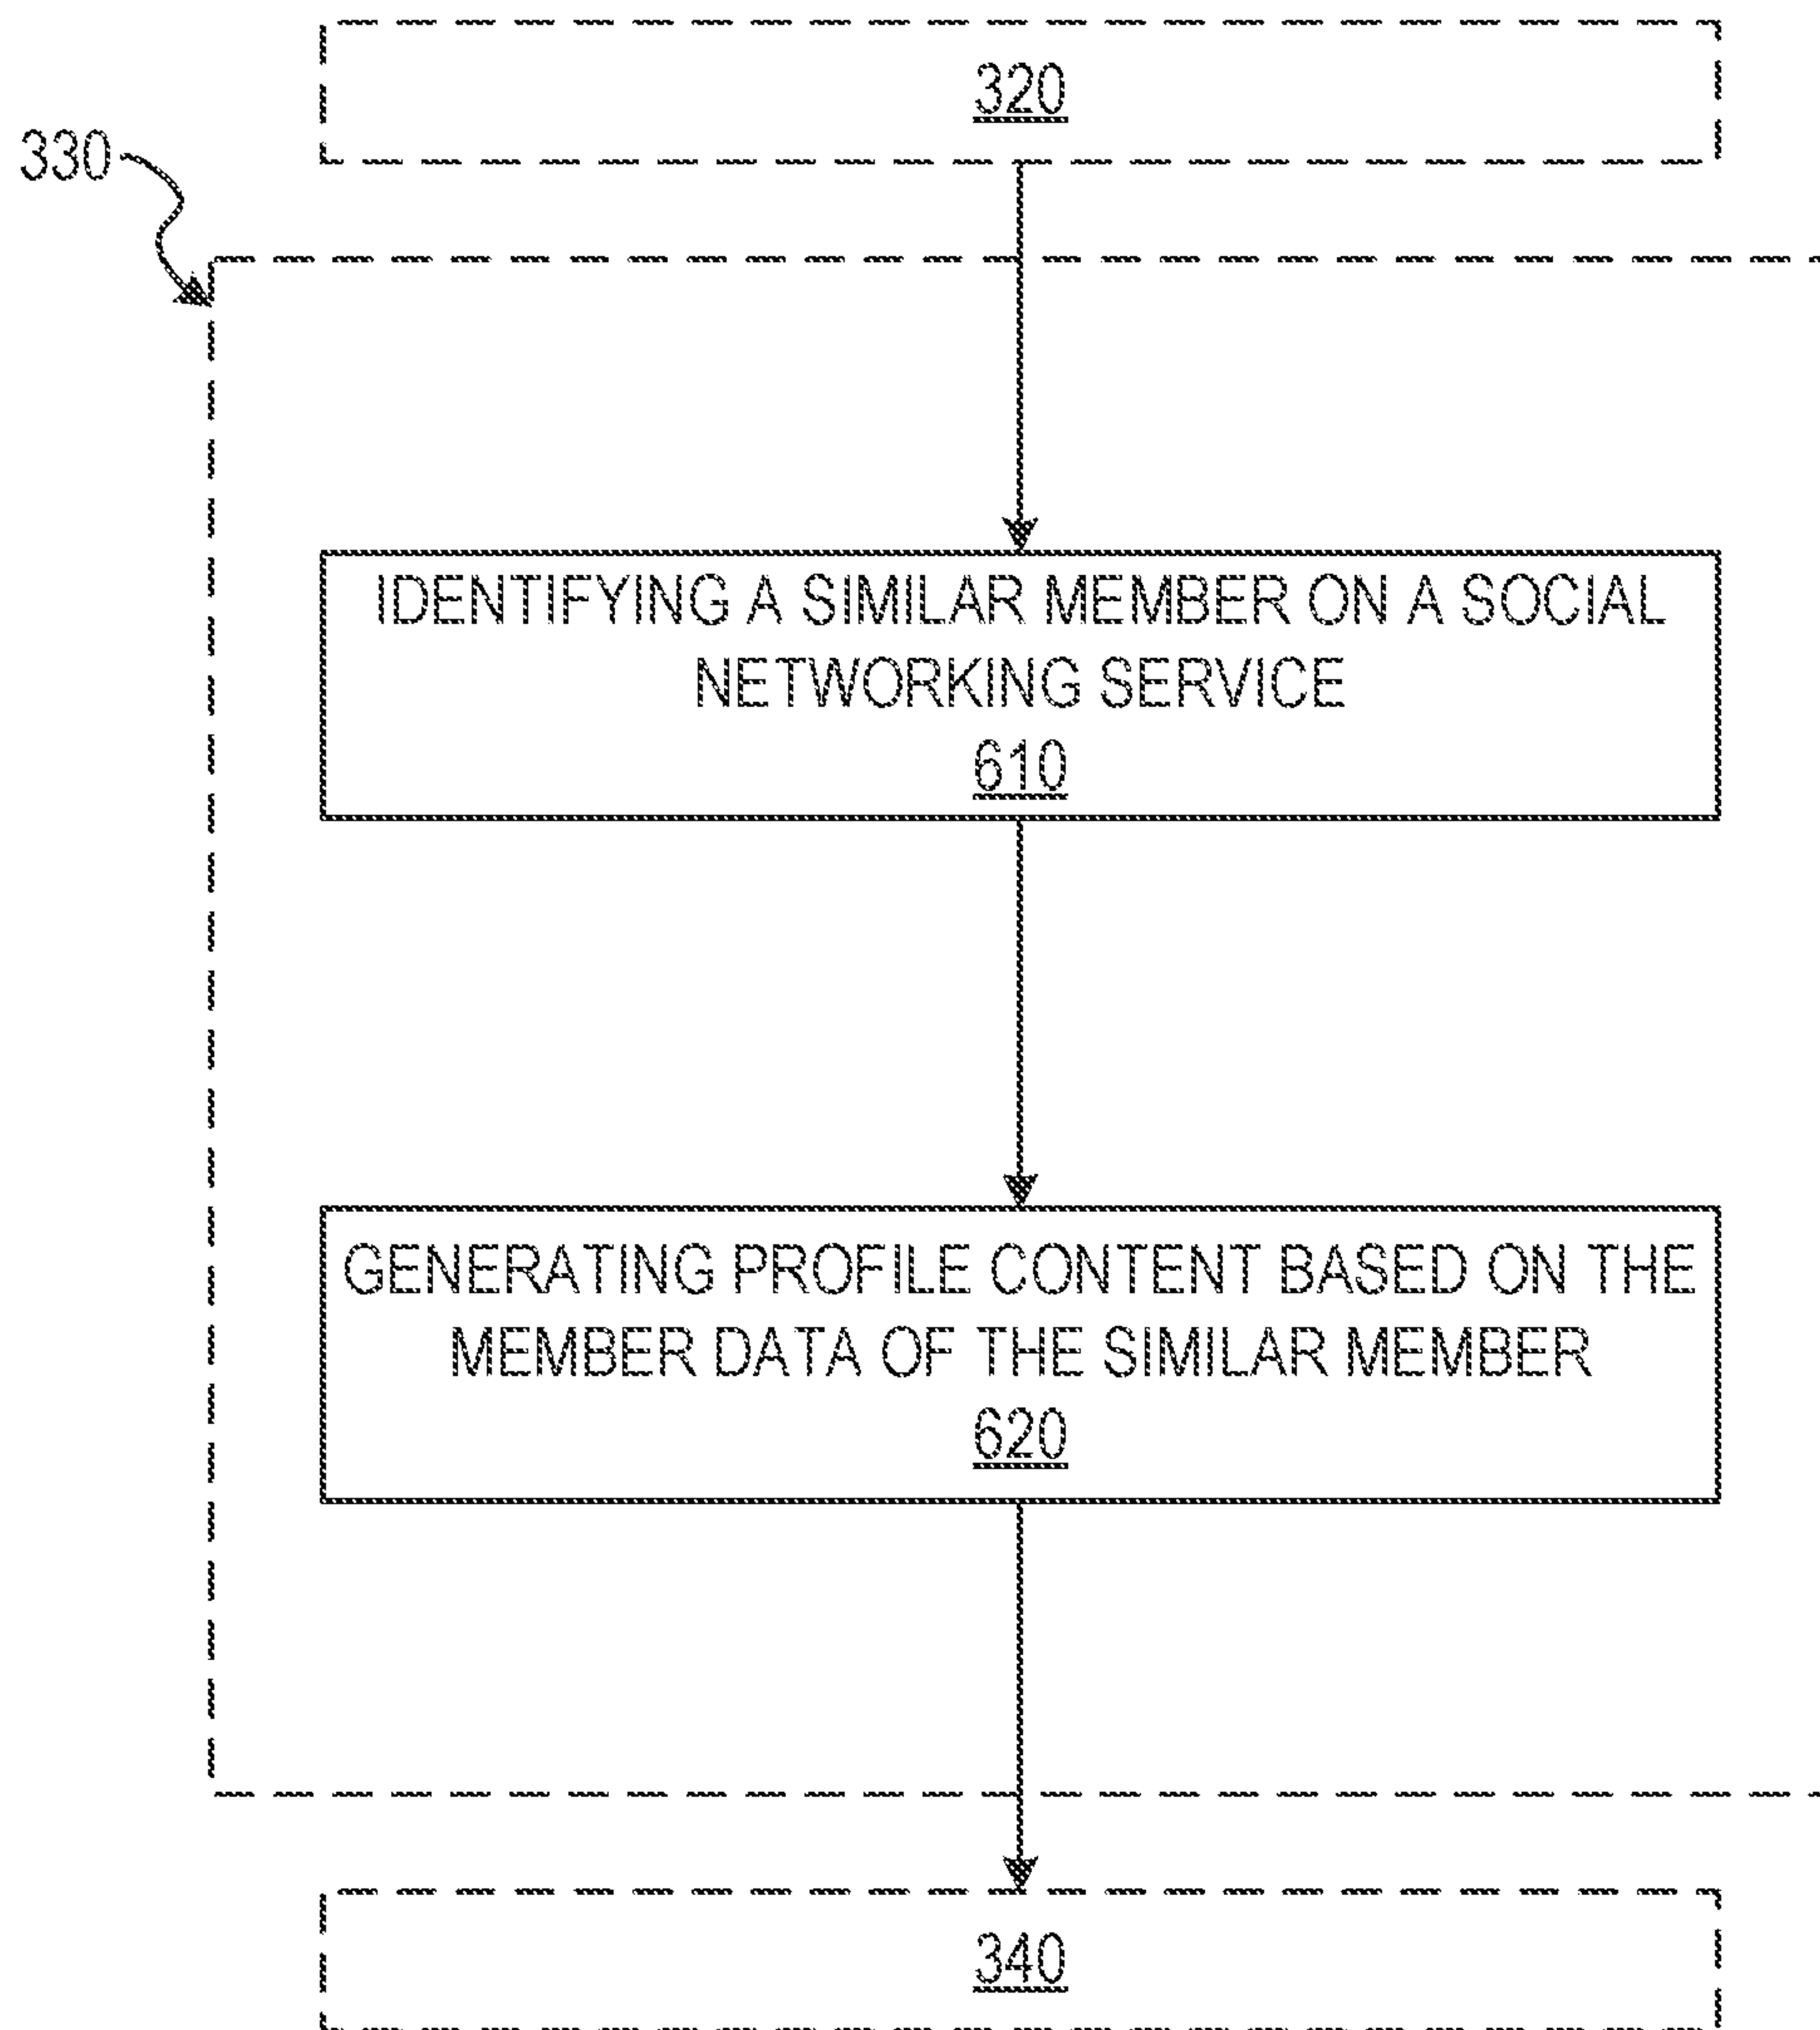 320
330
IDENTIFYING A SIMILAR MEMBER ON A SOCIAL
NETWORKING SERVICE
610
GENERATING PROFILE CONTENT BASED ON THE
MEMBER DATA OF THE SIMILAR MEMBER
620
340